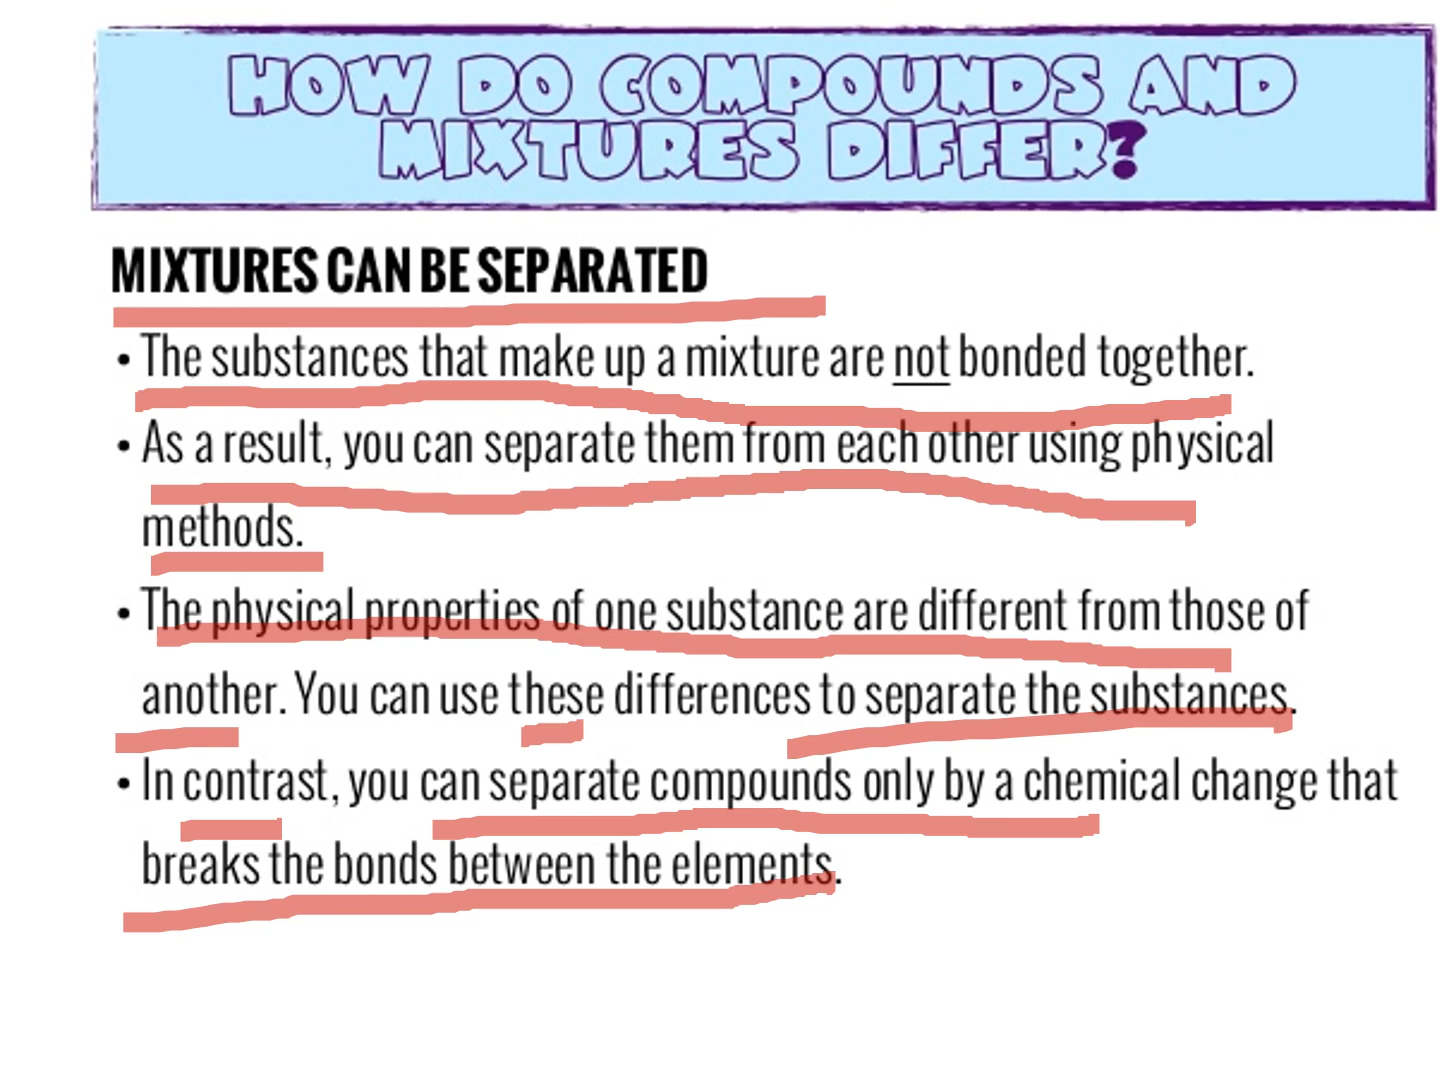 HOW DO COMPOUNDS AND
MIXTURES DIFFER?
MIXTURES CAN BE SEPARATED
• The substances that make up a mixture are not bonded together.
• As a result, you can separate them from each other using physical
methods.
• The physical properties of one substance are different from those of
another. You can use these differences to separate the substances.
• In contrast, you can separate compounds only by a chemical change that
breaks the bonds between the elements.